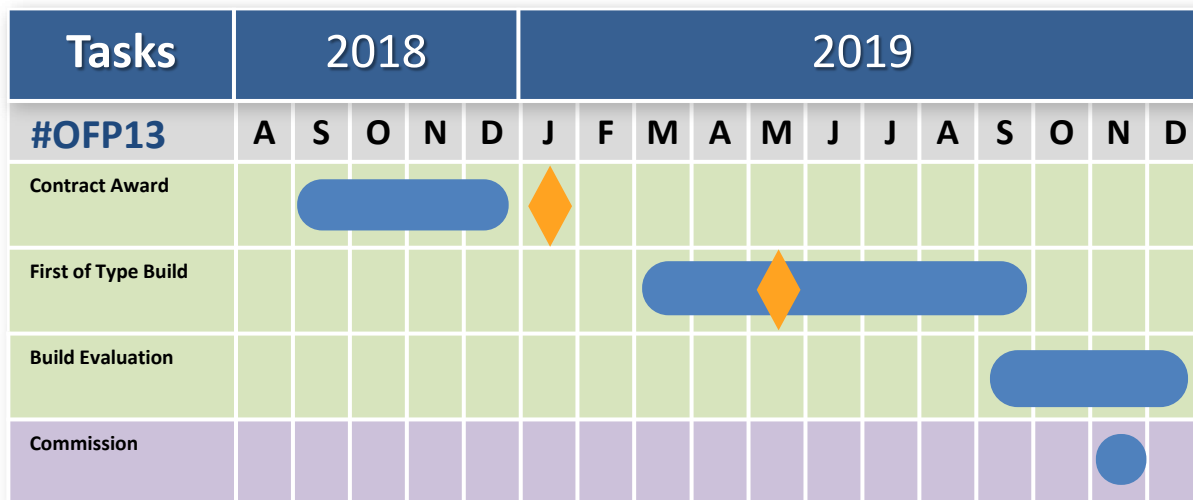 Tasks 2018 2019
#OFP13 A S O N D J F M A M J J A S O N D
Contract Award
First of Type Build
Build Evaluation
Commission